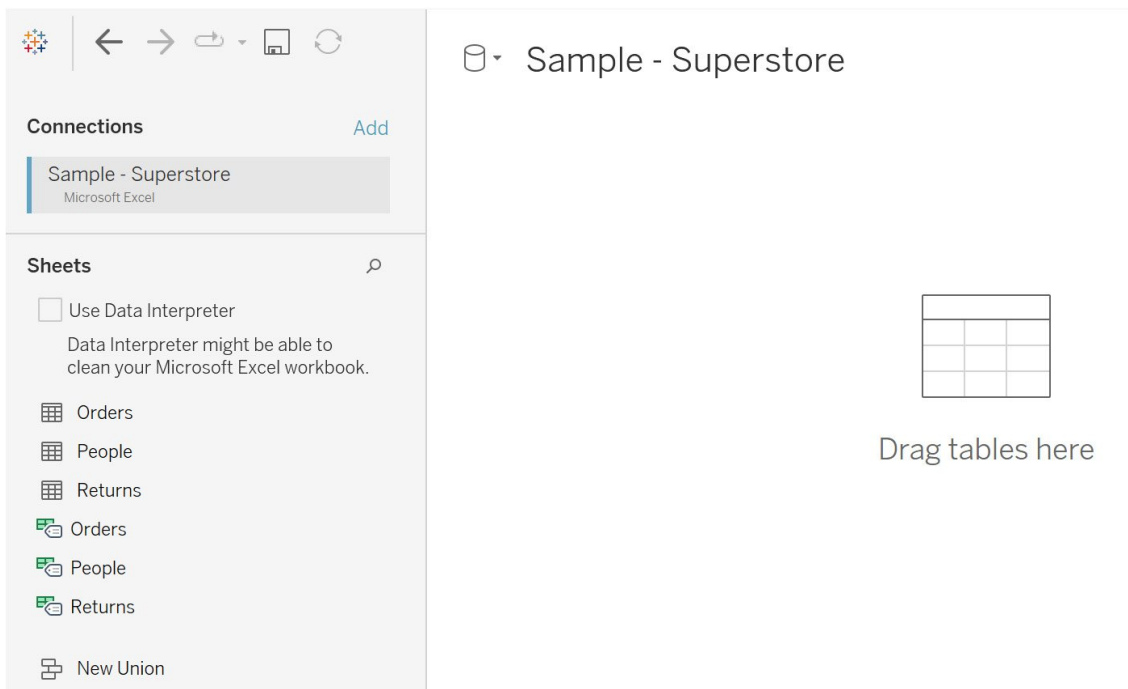 Sample - Superstore
Connections
Add
Sample - Superstore
Microsoft Excel
Sheets
Use Data Interpreter
Data Interpreter might be able to
clean your Microsoft Excel workbook.
Orders
People
Returns
Orders
People
Returns
New Union
Drag tables here